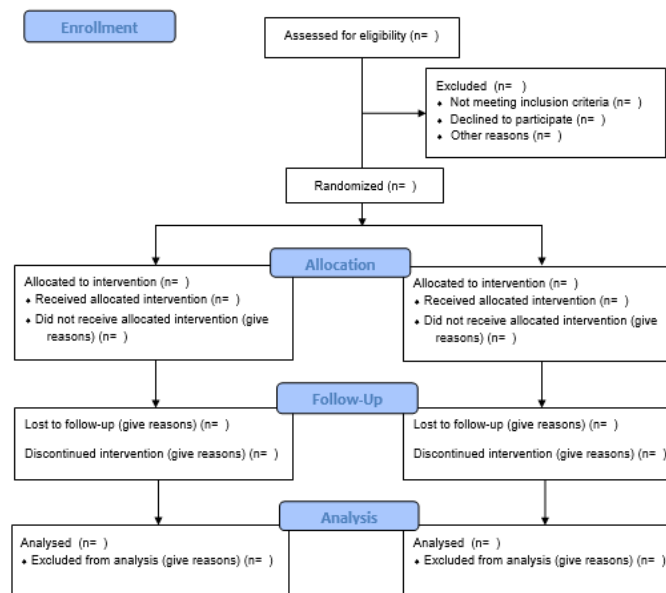 Enrollment
Assessed for eligibility (n=  )
Excluded (n=  )
⬥ Not meeting inclusion criteria (n=  )
⬥ Declined to participate (n=  )
⬥ Other reasons (n=  )
Randomized (n=  )
Allocation
Allocated to intervention (n=  )
⬥ Received allocated intervention (n=  )
⬥ Did not receive allocated intervention (give
reasons) (n=  )
Allocated to intervention (n=  )
⬥ Received allocated intervention (n=  )
⬥ Did not receive allocated intervention (give
reasons) (n=  )
Follow-Up
Lost to follow-up (give reasons) (n=  )
Discontinued intervention (give reasons) (n=  )
Lost to follow-up (give reasons) (n=  )
Discontinued intervention (give reasons) (n=  )
Analysis
Analysed (n=  )
⬥ Excluded from analysis (give reasons) (n=  )
Analysed (n=  )
⬥ Excluded from analysis (give reasons) (n=  )